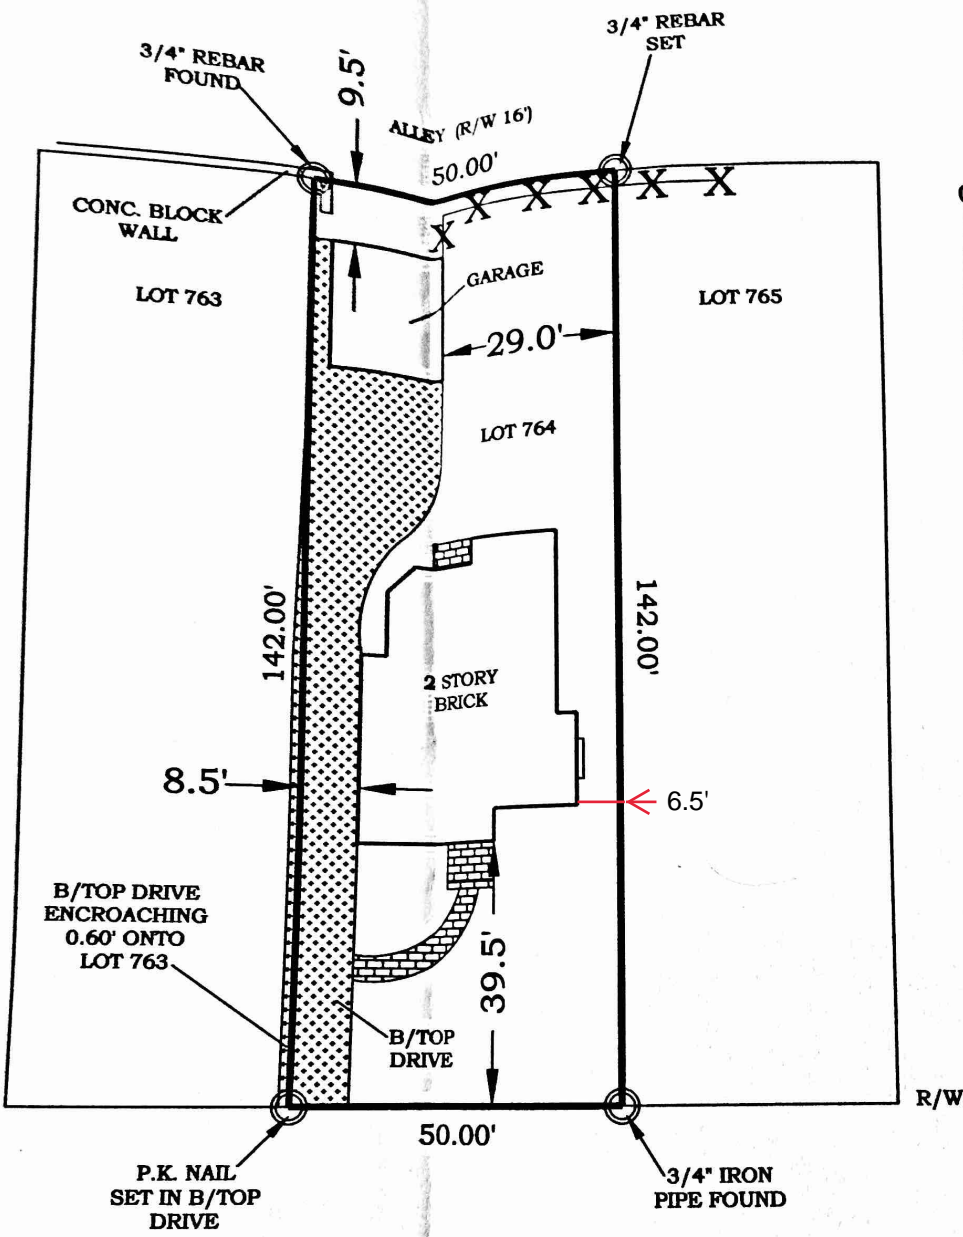 3/4" REBAR
FOUND
9.5'
3/4" REBAR
SET
ALLEY (R/W 16')
50.00'
X X X X X X
CONC. BLOCK
WALL
LOT 763
GARAGE
LOT 765
29.0'
LOT 764
142.00'
142.00'
2 STORY
BRICK
8.5'
6.5'
B/TOP DRIVE
ENCROACHING
0.60' ONTO
LOT 763
39.5'
B/TOP
DRIVE
R/W
50.00'
P.K. NAIL
SET IN B/TOP
DRIVE
3/4" IRON
PIPE FOUND